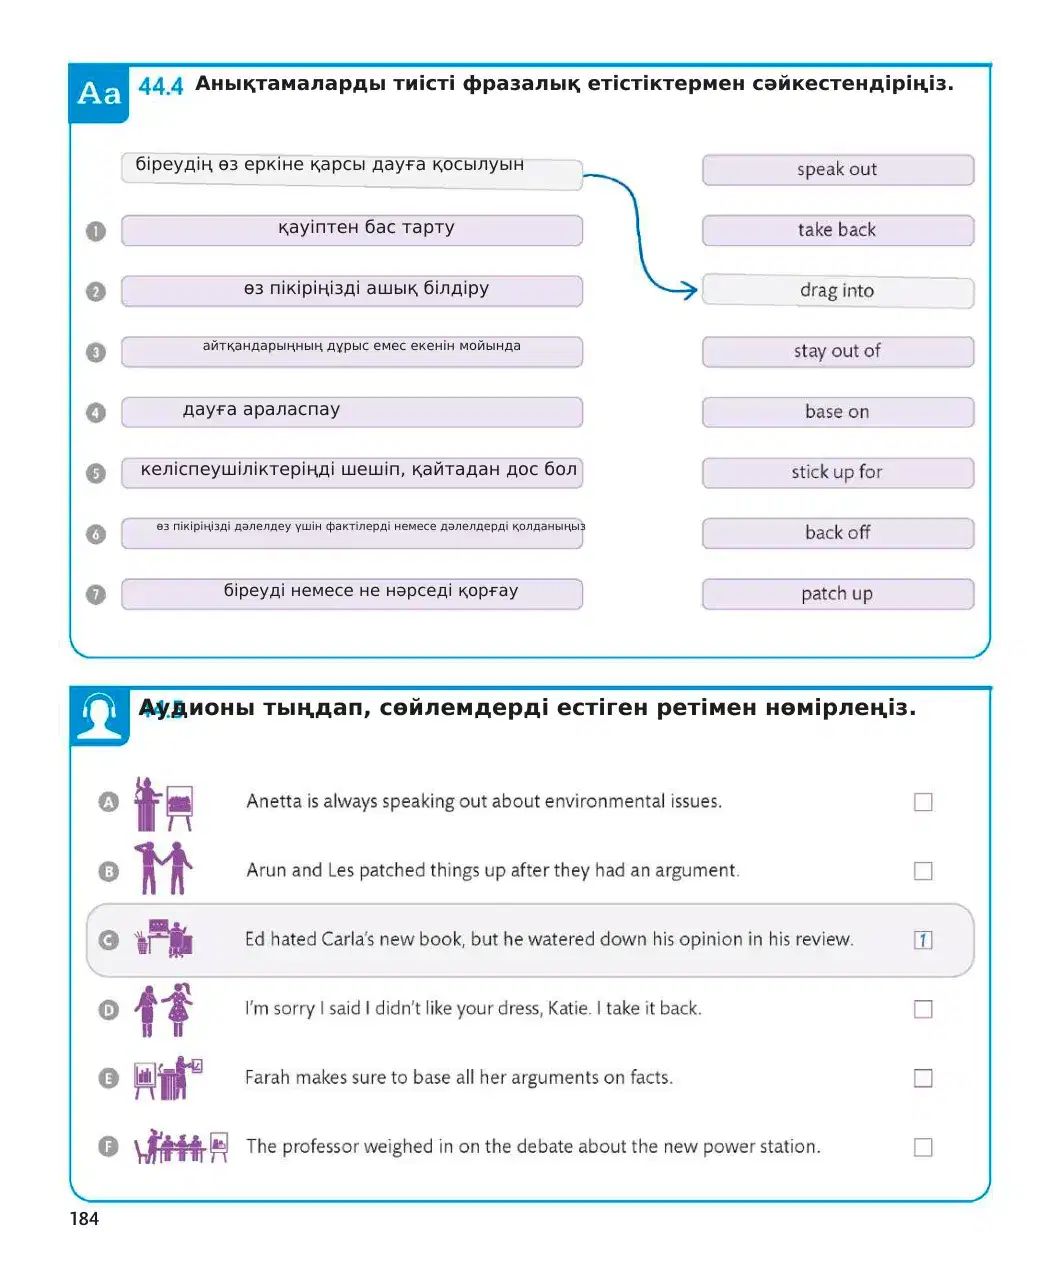 Aa 44.4 Анықтамаларды тиісті фразалық етістіктермен сәйкестендіріңіз.
біреудің өз еркіне қарсы дауға қосылуын
speak out
1 қауіптен бас тарту
take back
2 өз пікіріңізді ашық білдіру
drag into
3 айтқандарыңның дұрыс емес екенін мойында
stay out of
4 дауға араласпау
base on
5 келіспеушіліктеріңді шешіп, қайтадан дос бол
stick up for
6 өз пікіріңізді дәлелдеу үшін фактілерді немесе дәлелдерді қолданыңыз
back off
7 біреуді немесе не нәрседі қорғау
patch up
Аудионы тыңдап, сөйлемдерді естіген ретімен нөмірлеңіз.
A Anetta is always speaking out about environmental issues.
B Arun and Les patched things up after they had an argument.
C Ed hated Carla's new book, but he watered down his opinion in his review. 1
D I'm sorry I said I didn't like your dress, Katie. I take it back.
E Farah makes sure to base all her arguments on facts.
F The professor weighed in on the debate about the new power station.
184